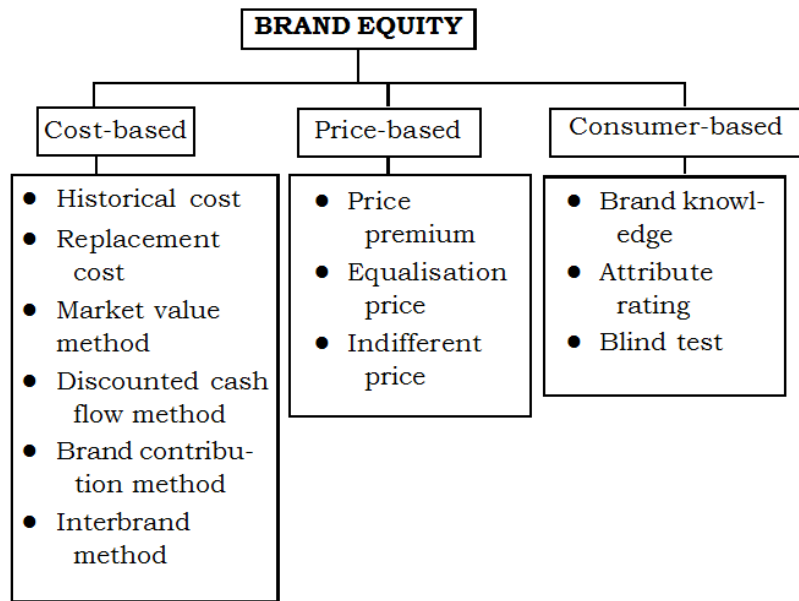 BRAND EQUITY
Cost-based
Price-based
Consumer-based
● Historical cost
● Replacement
cost
● Market value
method
● Discounted cash
flow method
● Brand contribu-
tion method
● Interbrand
method
● Price
premium
● Equalisation
price
● Indifferent
price
● Brand knowl-
edge
● Attribute
rating
● Blind test